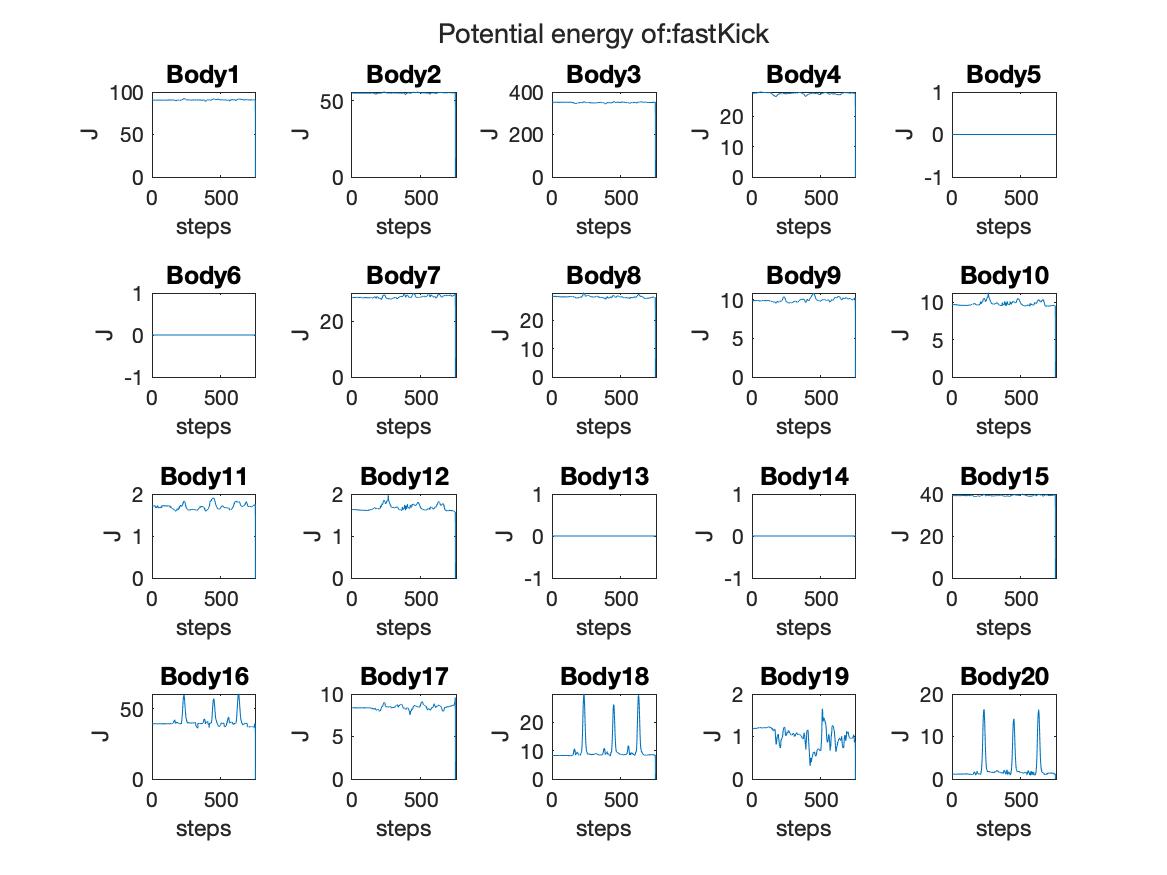 Potential energy of:fastKick
Body1 Body2 Body3 Body4 Body5
100 50 400 20 1
J 50 J J 200 J 10 J 0
0 0 0 0 -1
0 500 0 500 0 500 0 500 0 500
steps steps steps steps steps
Body6 Body7 Body8 Body9 Body10
1 20 20 10 10
J 0 J J 10 J 5 J 5
-1 0 0 0 0
0 500 0 500 0 500 0 500 0 500
steps steps steps steps steps
Body11 Body12 Body13 Body14 Body15
2 2 1 1 40
J 1 J 1 J 0 J 0 J 20
0 0 -1 -1 0
0 500 0 500 0 500 0 500 0 500
steps steps steps steps steps
Body16 Body17 Body18 Body19 Body20
50 10 20 2 20
J J 5 J 10 J 1 J 10
0 0 0 0 0
0 500 0 500 0 500 0 500 0 500
steps steps steps steps steps